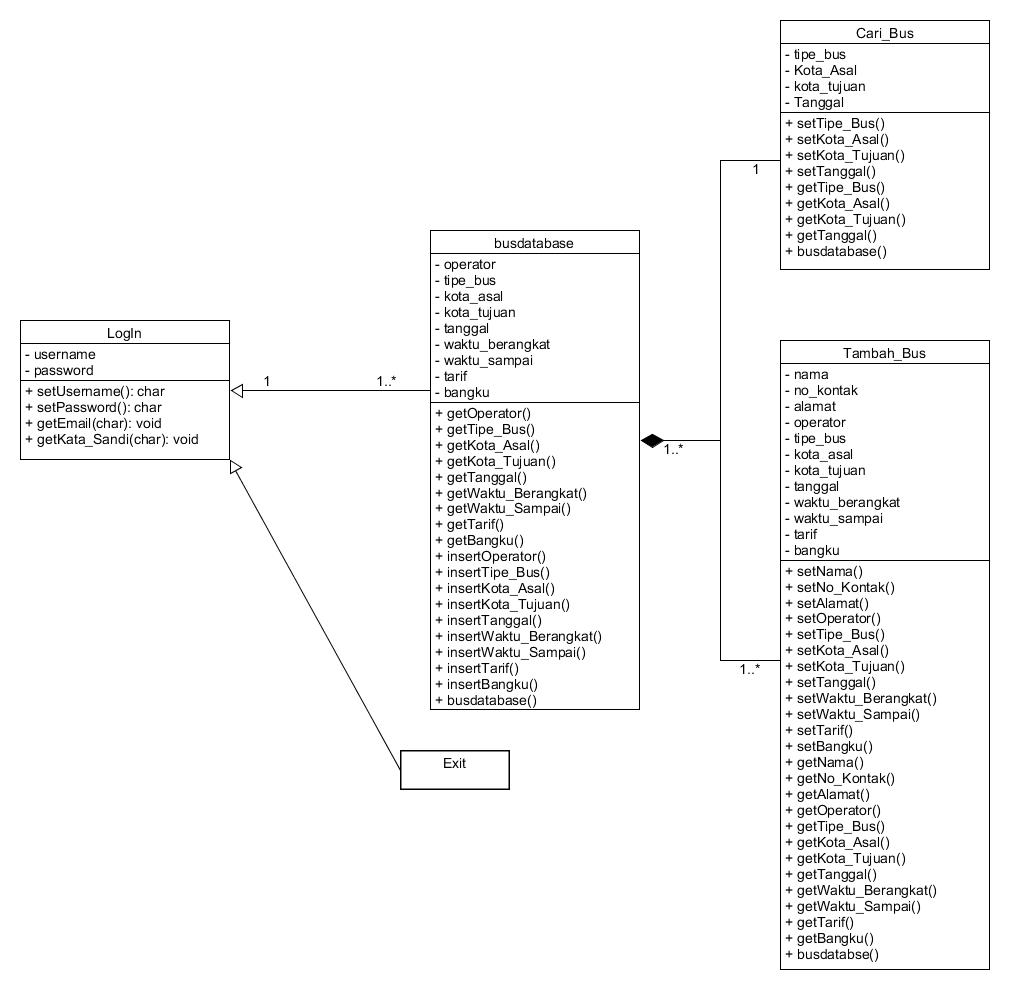 Cari_Bus
- tipe_bus
- Kota_Asal
- kota_tujuan
- Tanggal
+ setTipe_Bus()
+ setKota_Asal()
+ setKota_Tujuan()
+ setTanggal()
+ getTipe_Bus()
+ getKota_Asal()
+ getKota_Tujuan()
+ getTanggal()
+ busdatabase()
1
busdatabase
- operator
- tipe_bus
- kota_asal
- kota_tujuan
- tanggal
- waktu_berangkat
- waktu_sampai
- tarif
- bangku
+ getOperator()
+ getTipe_Bus()
+ getKota_Asal()
+ getKota_Tujuan()
+ getTanggal()
+ getWaktu_Berangkat()
+ getWaktu_Sampai()
+ getTarif()
+ getBangku()
+ insertOperator()
+ insertTipe_Bus()
+ insertKota_Asal()
+ insertKota_Tujuan()
+ insertTanggal()
+ insertWaktu_Berangkat()
+ insertWaktu_Sampai()
+ insertTarif()
+ insertBangku()
+ busdatabase()
LogIn
- username
- password
+ setUsername(): char
+ setPassword(): char
+ getEmail(char): void
+ getKata_Sandi(char): void
1
1..*
1..*
Tambah_Bus
- nama
- no_kontak
- alamat
- operator
- tipe_bus
- kota_asal
- kota_tujuan
- tanggal
- waktu_berangkat
- waktu_sampai
- tarif
- bangku
+ setNama()
+ setNo_Kontak()
+ setAlamat()
+ setOperator()
+ setTipe_Bus()
+ setKota_Asal()
+ setKota_Tujuan()
+ setTanggal()
+ setWaktu_Berangkat()
+ setWaktu_Sampai()
+ setTarif()
+ setBangku()
+ getNama()
+ getNo_Kontak()
+ getAlamat()
+ getOperator()
+ getTipe_Bus()
+ getKota_Asal()
+ getKota_Tujuan()
+ getTanggal()
+ getWaktu_Berangkat()
+ getWaktu_Sampai()
+ getTarif()
+ getBangku()
+ busdatabse()
1..*
Exit